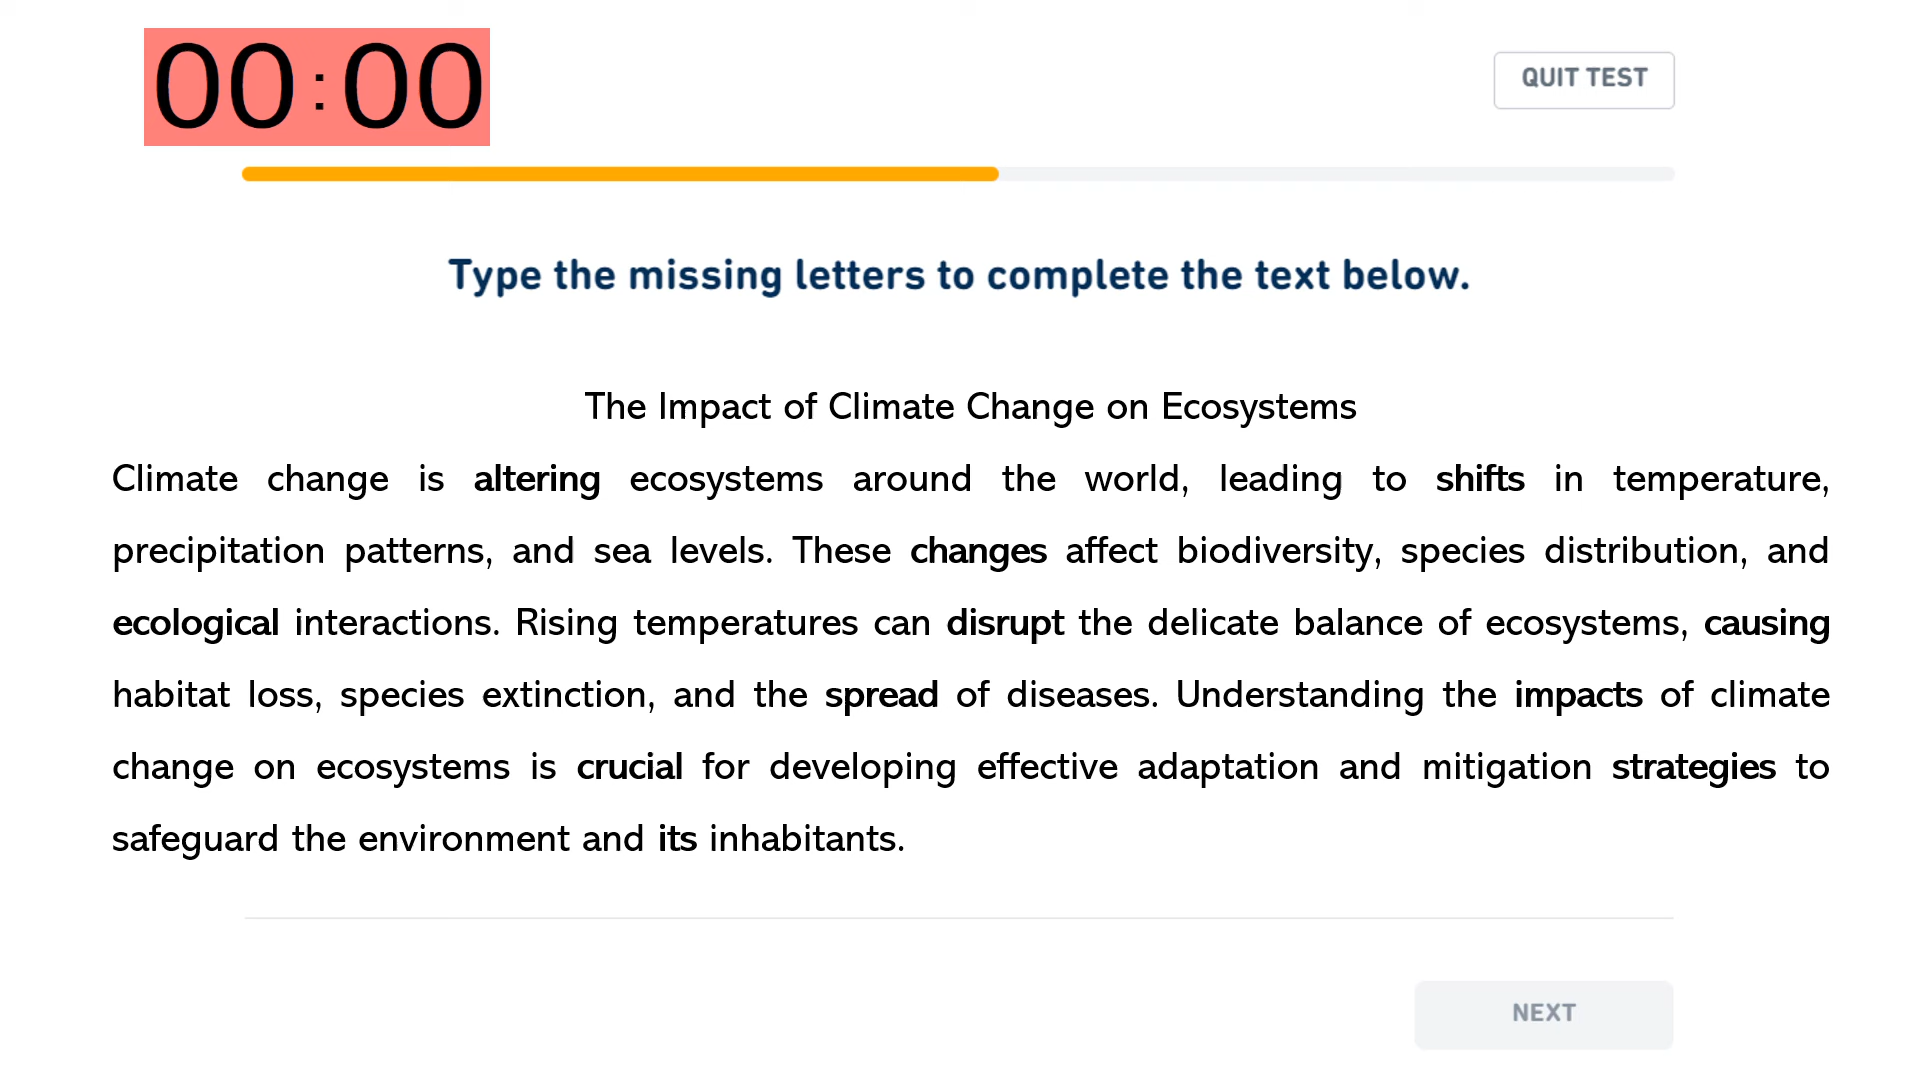 00:00
QUIT TEST
Type the missing letters to complete the text below.
The Impact of Climate Change on Ecosystems
Climate change is altering ecosystems around the world, leading to shifts in temperature,
precipitation patterns, and sea levels. These changes affect biodiversity, species distribution, and
ecological interactions. Rising temperatures can disrupt the delicate balance of ecosystems, causing
habitat loss, species extinction, and the spread of diseases. Understanding the impacts of climate
change on ecosystems is crucial for developing effective adaptation and mitigation strategies to
safeguard the environment and its inhabitants.
NEXT